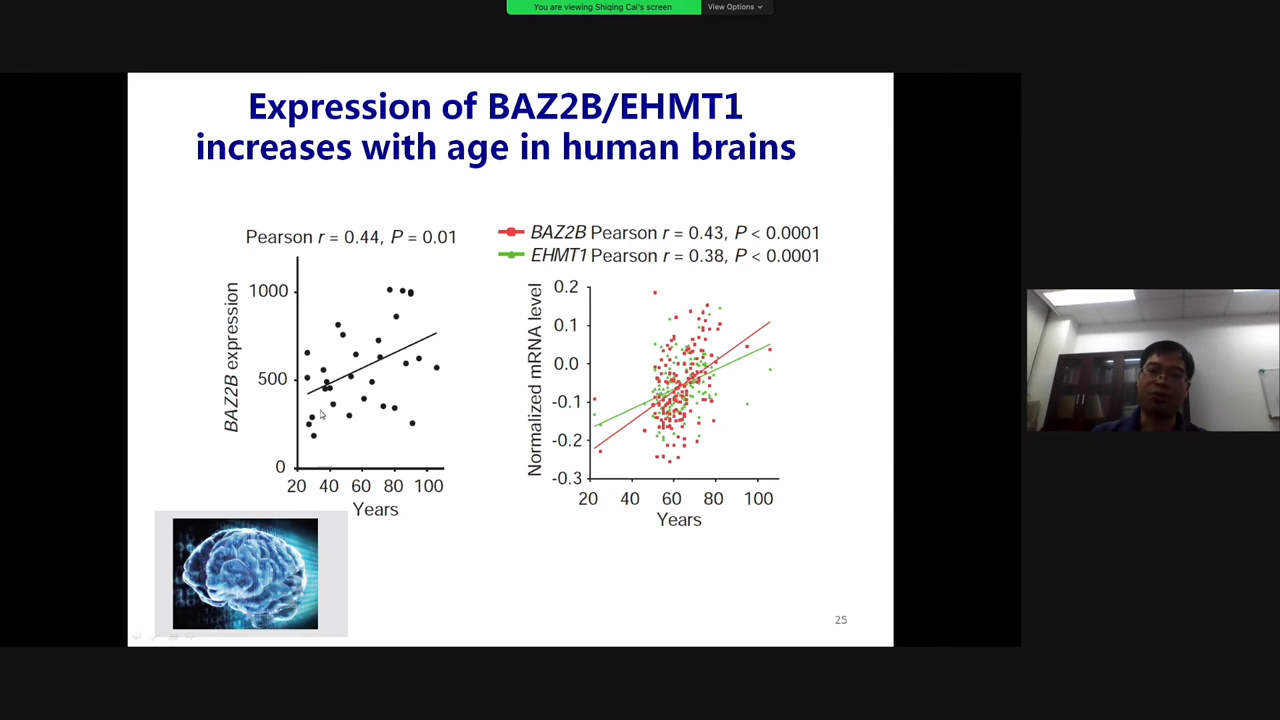 You are viewing Shiqing Cai's screen
View Options
Expression of BAZ2B/EHMT1
increases with age in human brains
Pearson r = 0.44, P = 0.01
BAZ2B expression
1000
500
0
20 40 60 80 100
Years
BAZ2B Pearson r = 0.43, P < 0.0001
EHMT1 Pearson r = 0.38, P < 0.0001
Normalized mRNA level
0.2
0.1
0.0
-0.1
-0.2
-0.3
20 40 60 80 100
Years
25